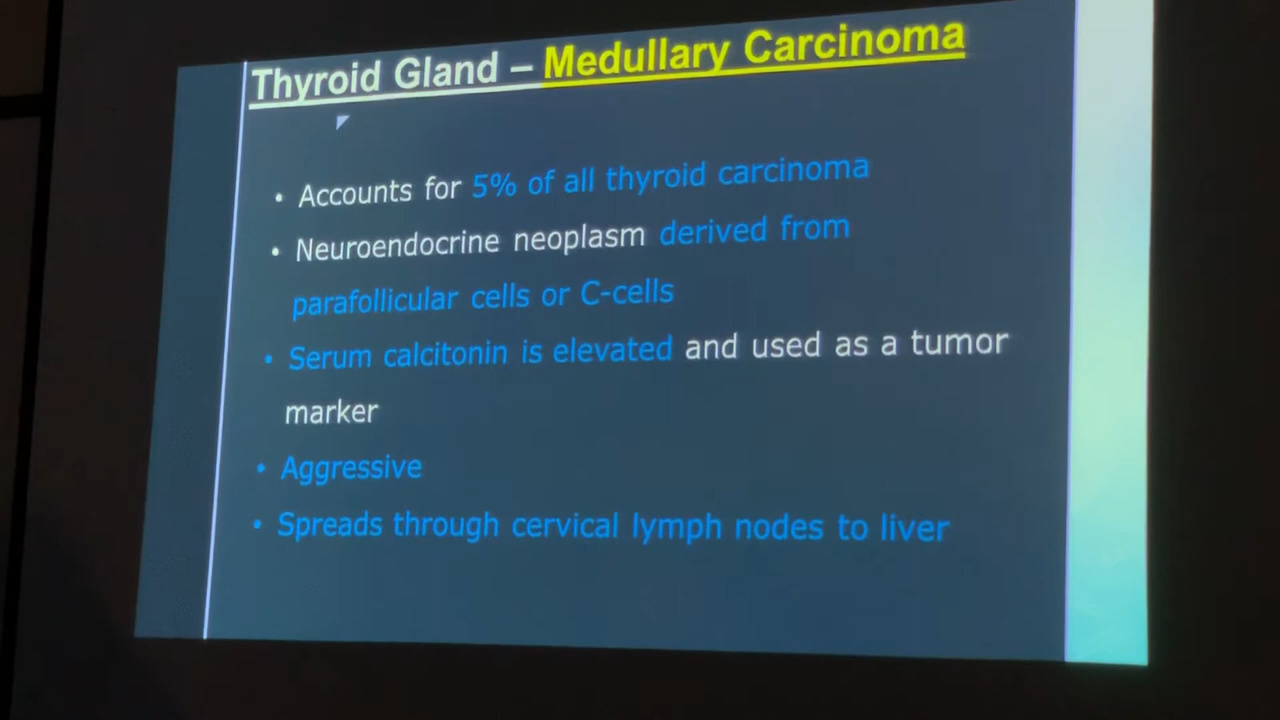 Thyroid Gland – Medullary Carcinoma
• Accounts for 5% of all thyroid carcinoma
• Neuroendocrine neoplasm derived from
parafollicular cells or C-cells
• Serum calcitonin is elevated and used as a tumor
marker
• Aggressive
• Spreads through cervical lymph nodes to liver